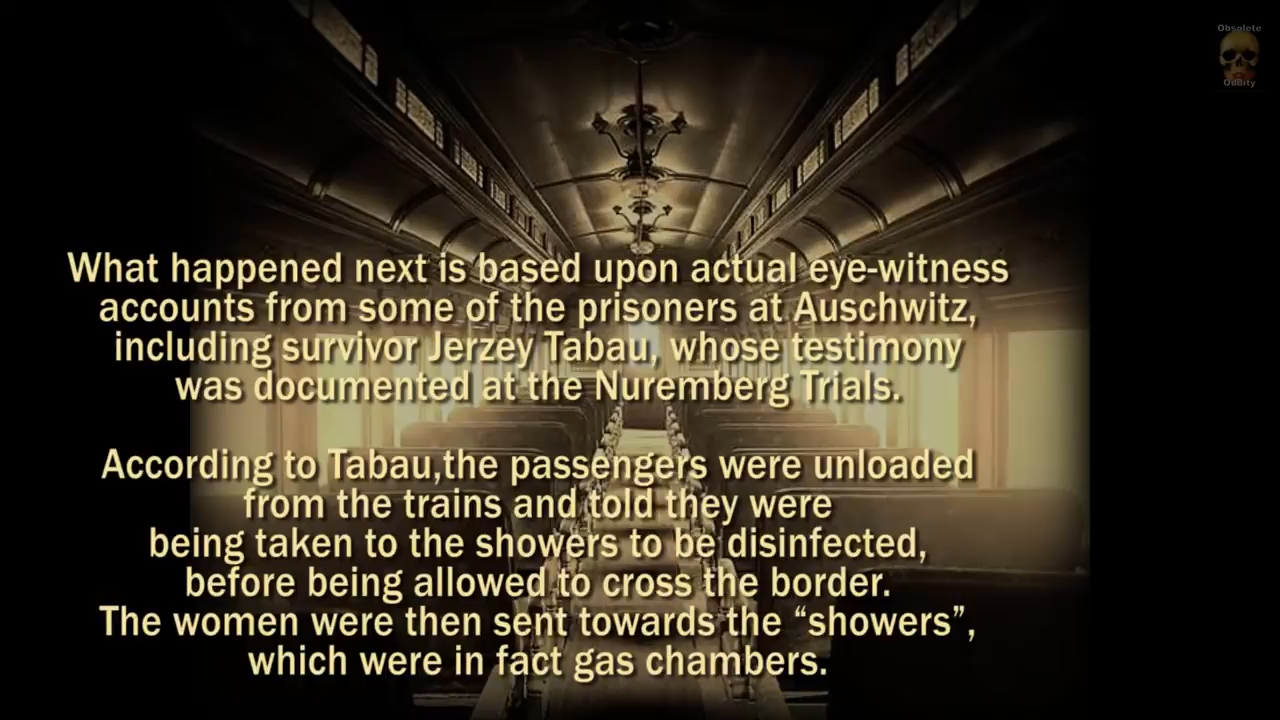 Obsolete
OdBity
What happened next is based upon actual eye-witness
accounts from some of the prisoners at Auschwitz,
including survivor Jerzey Tabau, whose testimony
was documented at the Nuremberg Trials.
According to Tabau,the passengers were unloaded
from the trains and told they were
being taken to the showers to be disinfected,
before being allowed to cross the border.
The women were then sent towards the “showers”,
which were in fact gas chambers.